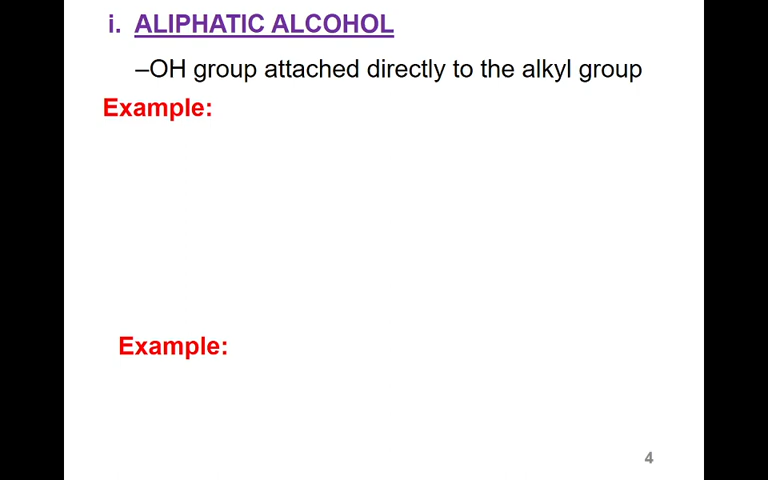 i. ALIPHATIC ALCOHOL
–OH group attached directly to the alkyl group
Example:
Example:
4